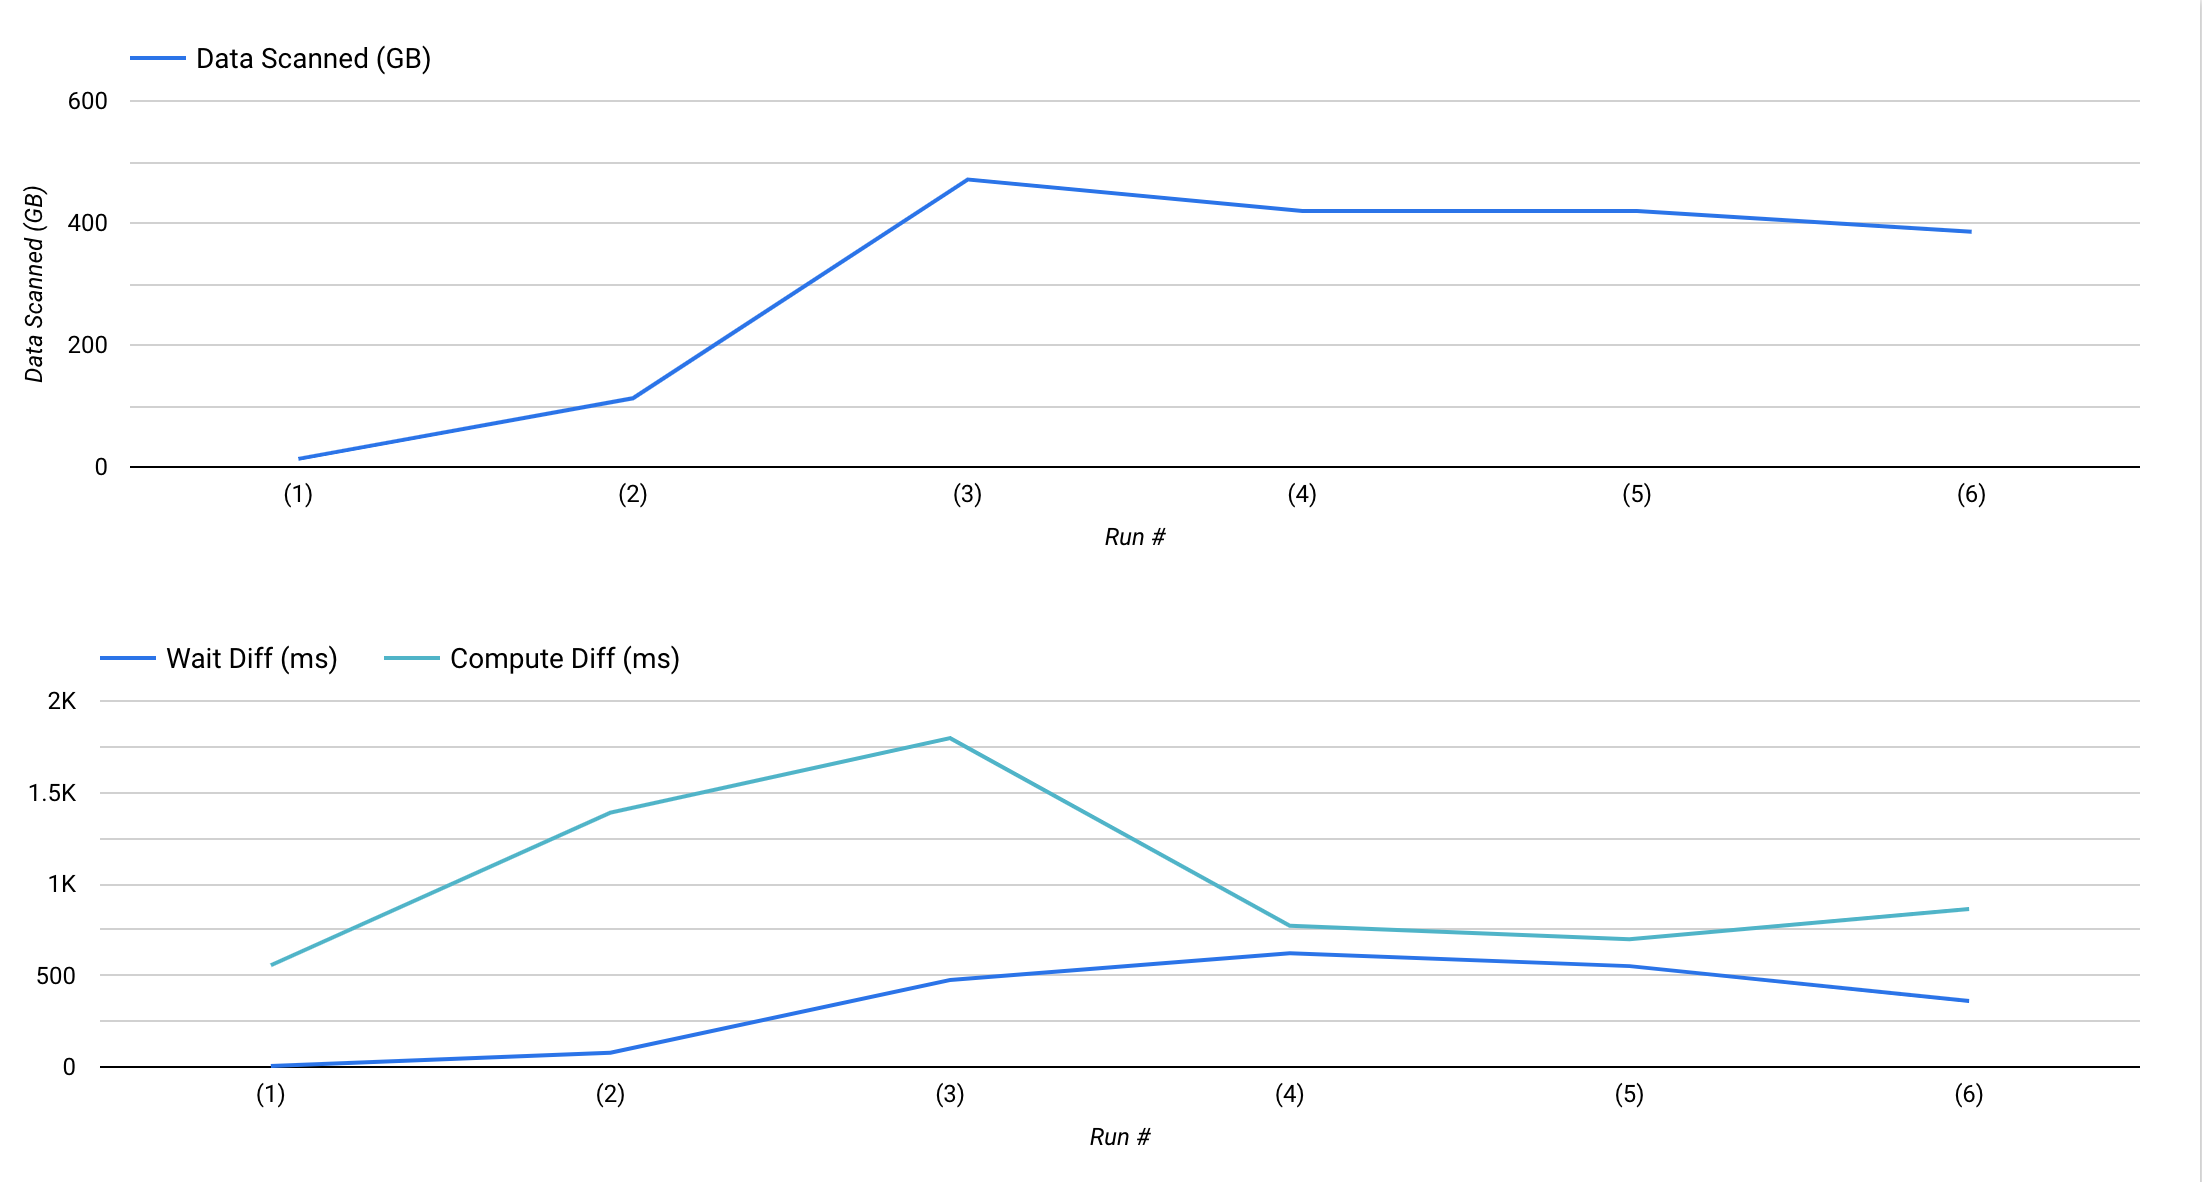 Data Scanned (GB)
600
400
200
0
Data Scanned (GB)
(1) (2) (3) (4) (5) (6)
Run #
Wait Diff (ms) Compute Diff (ms)
2K
1.5K
1K
500
0
(1) (2) (3) (4) (5) (6)
Run #